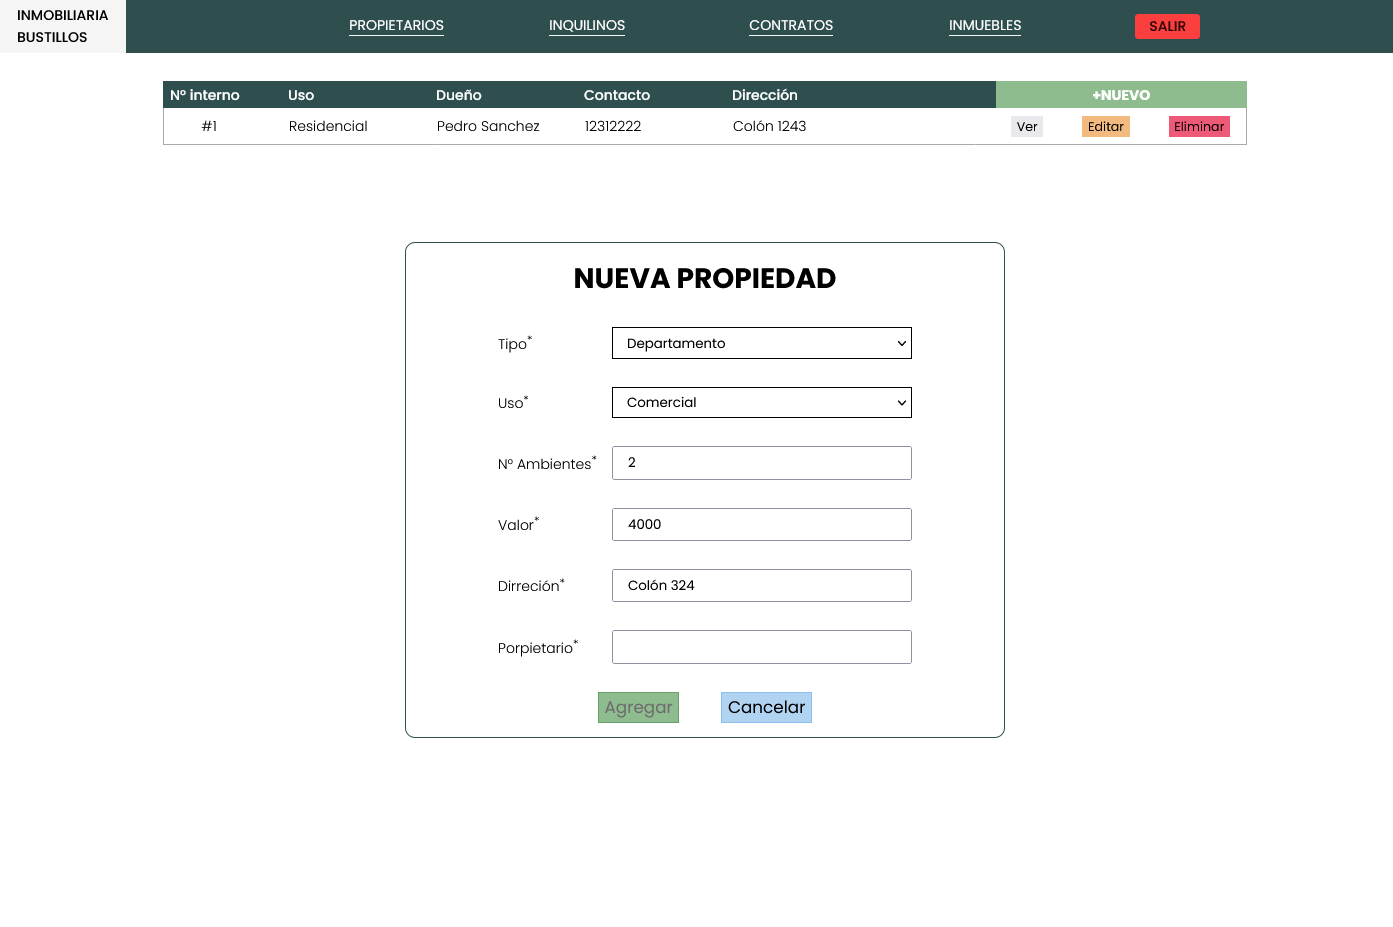 INMOBILIARIA
BUSTILLOS
PROPIETARIOS
INQUILINOS
CONTRATOS
INMUEBLES
SALIR
Nº interno Uso Dueño Contacto Dirección +NUEVO
#1 Residencial Pedro Sanchez 12312222 Colón 1243 Ver Editar Eliminar
NUEVA PROPIEDAD
Tipo* Departamento
Uso* Comercial
Nº Ambientes* 2
Valor* 4000
Dirreción* Colón 324
Porpietario*
Agregar Cancelar